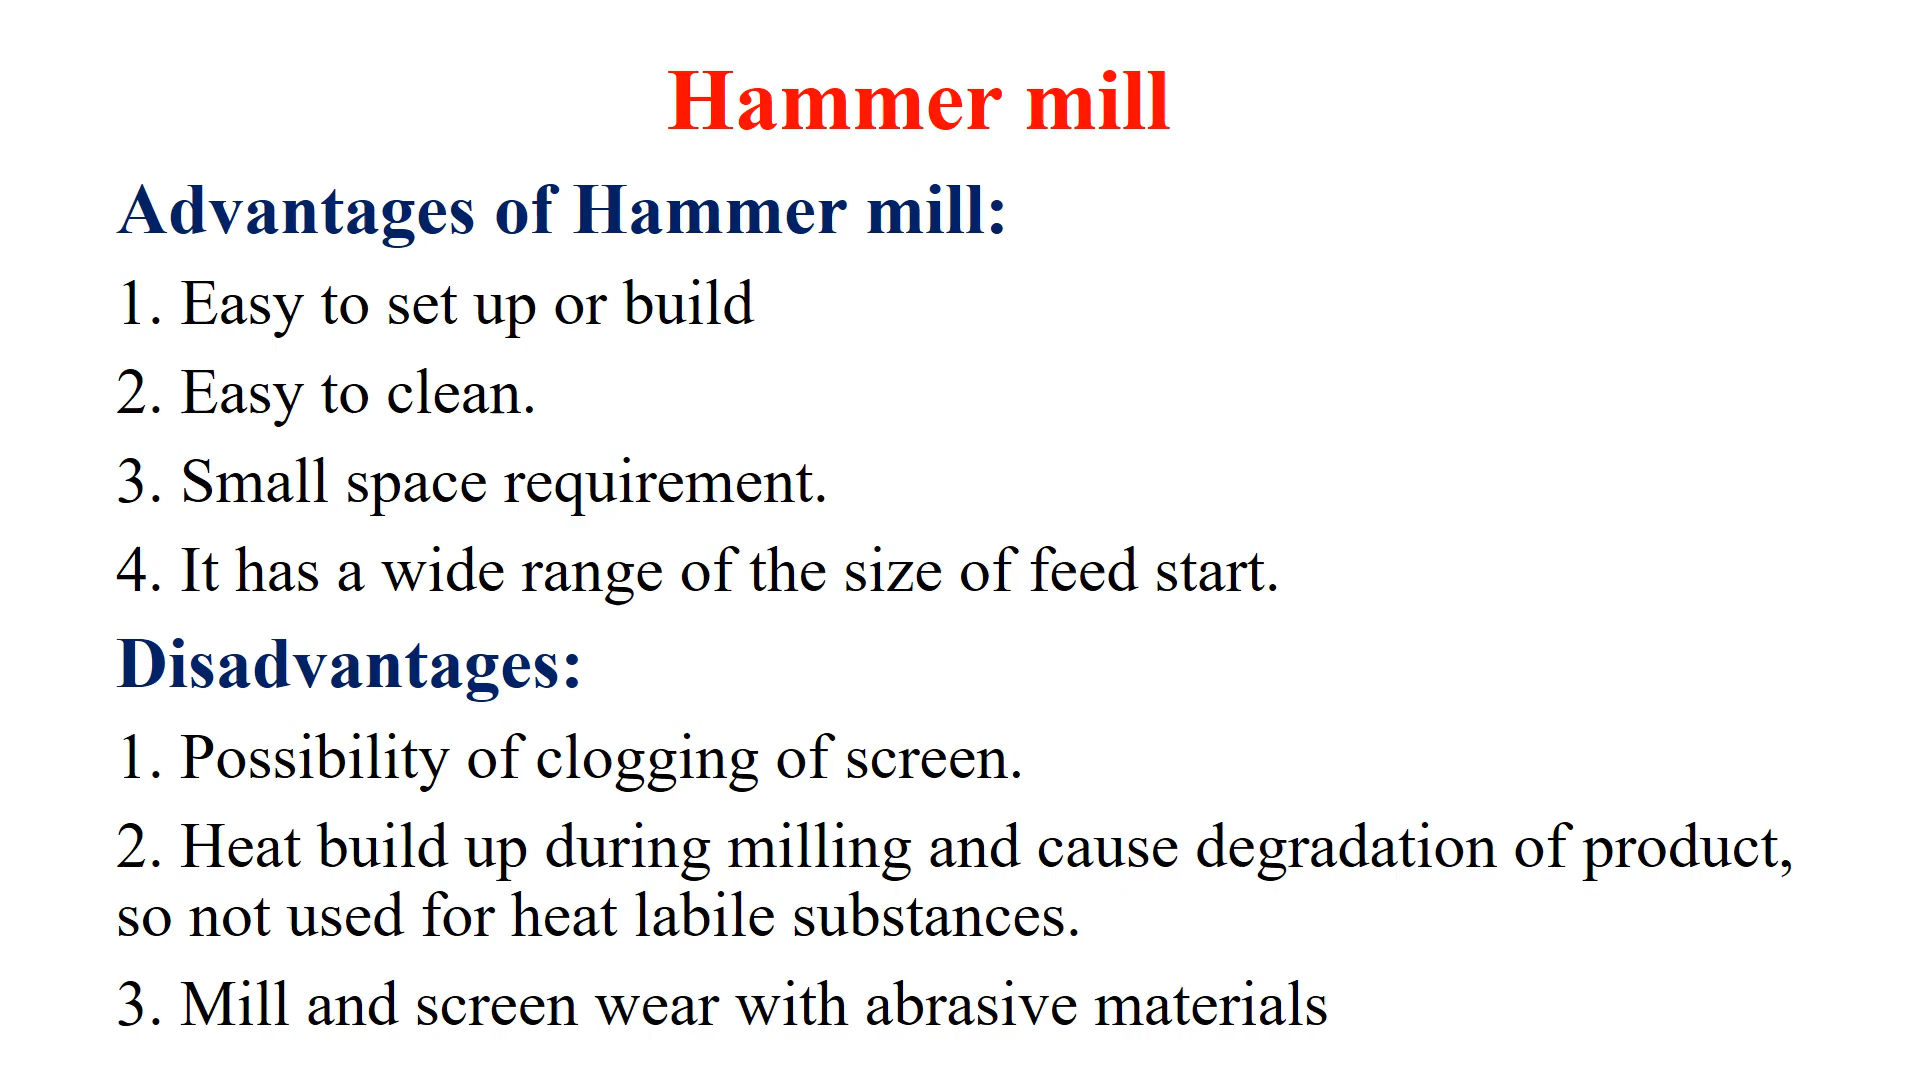 Hammer mill
Advantages of Hammer mill:
1. Easy to set up or build
2. Easy to clean.
3. Small space requirement.
4. It has a wide range of the size of feed start.
Disadvantages:
1. Possibility of clogging of screen.
2. Heat build up during milling and cause degradation of product,
so not used for heat labile substances.
3. Mill and screen wear with abrasive materials